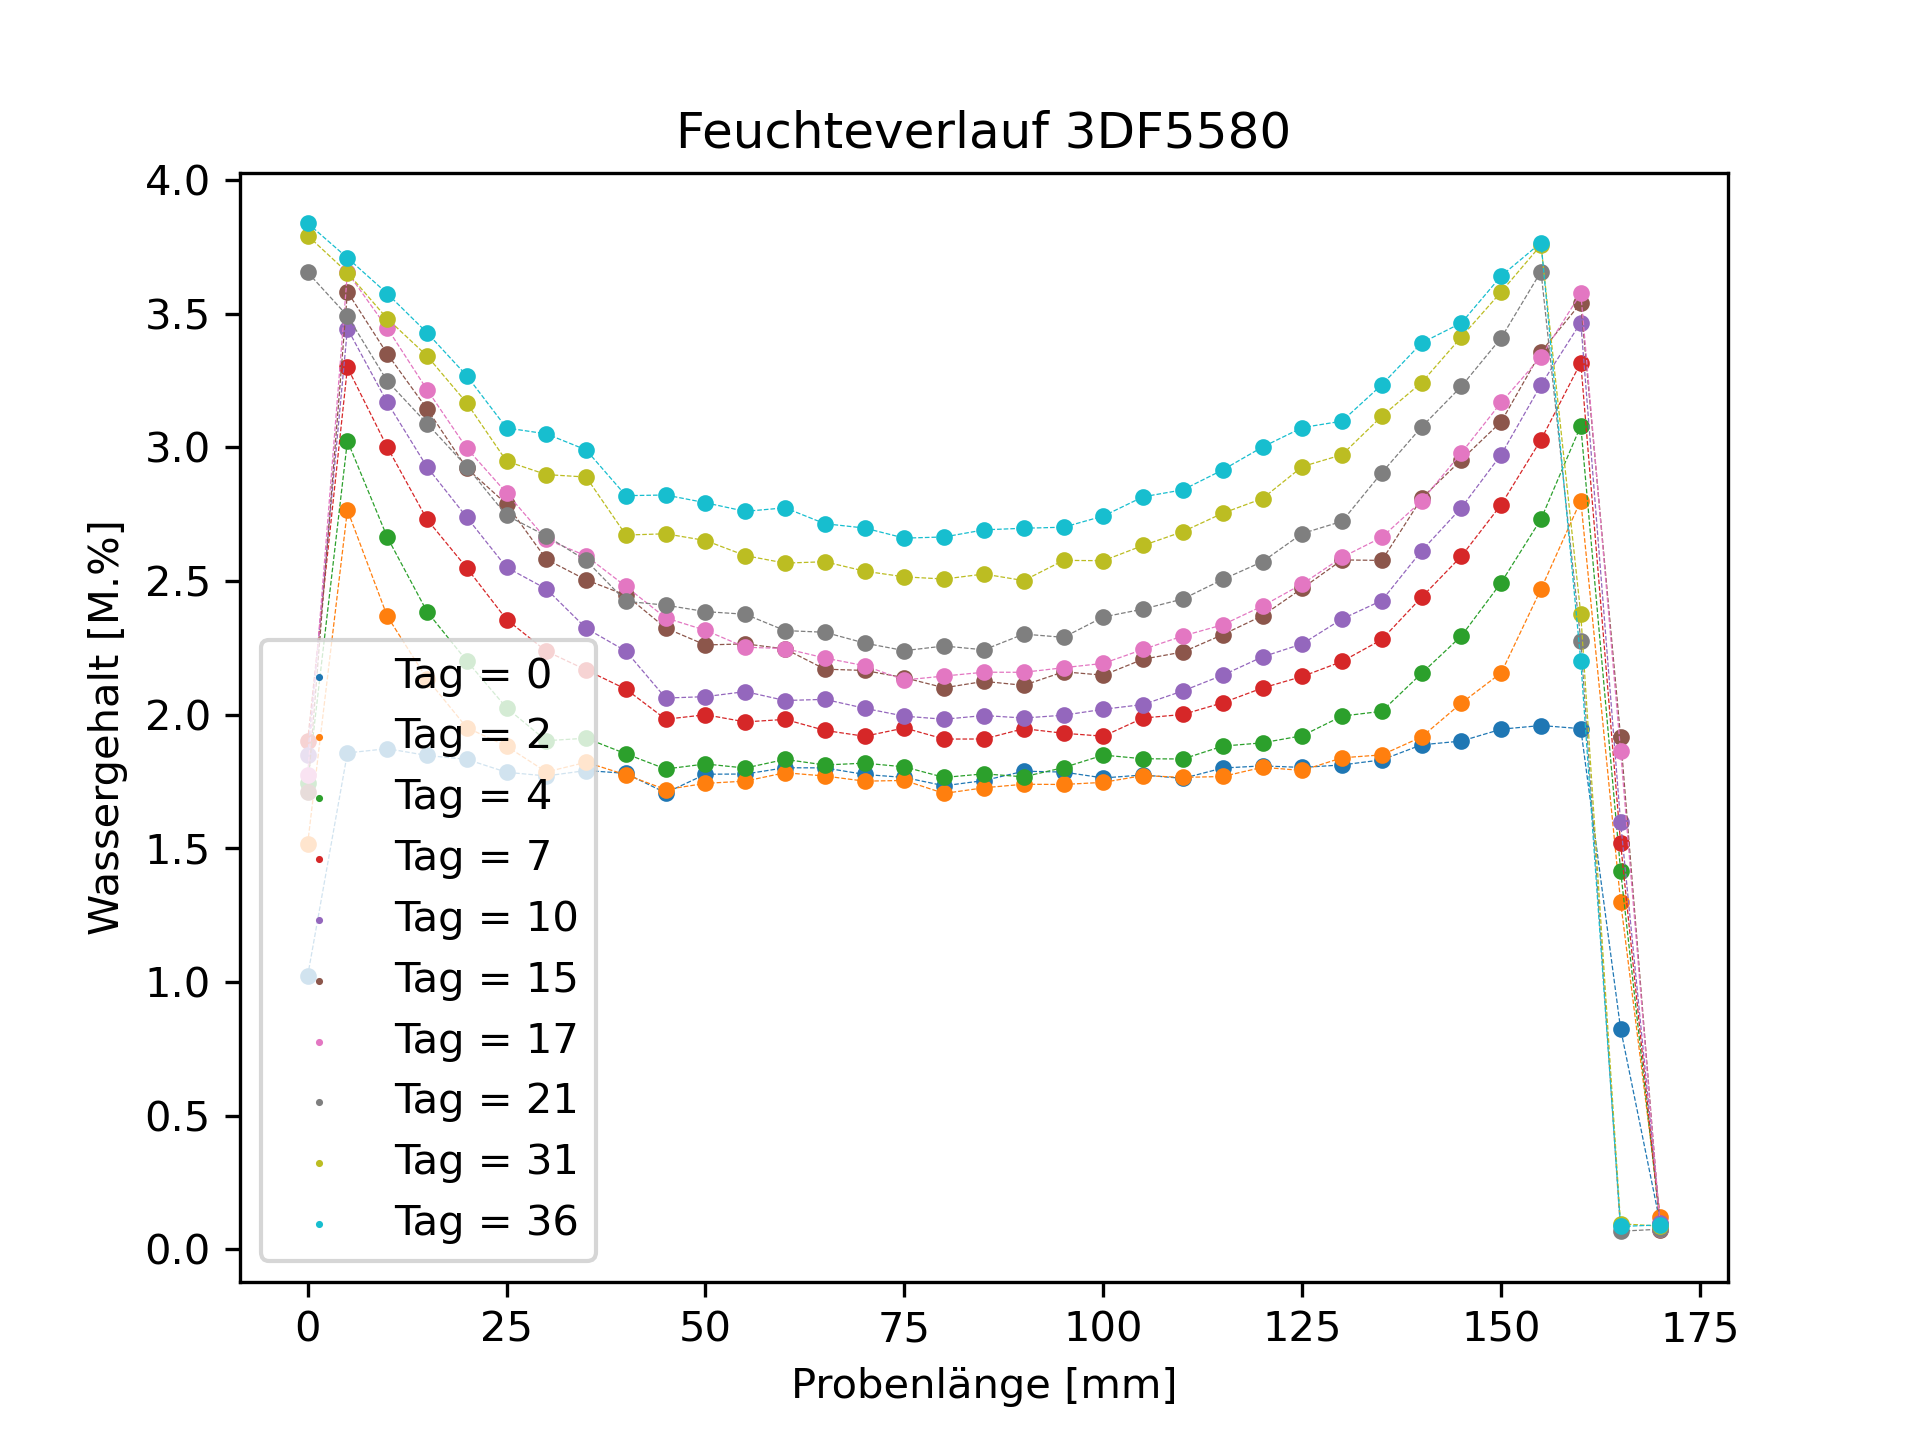 Feuchteverlauf 3DF5580
Wassergehalt [M.%]
4.0
3.5
3.0
2.5
2.0
1.5
1.0
0.5
0.0
Tag = 0
Tag = 2
Tag = 4
Tag = 7
Tag = 10
Tag = 15
Tag = 17
Tag = 21
Tag = 31
Tag = 36
0 25 50 75 100 125 150 175
Probenlänge [mm]